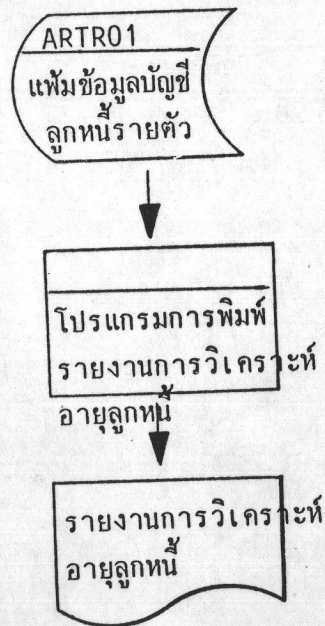 ARTR01
แฟ้มข้อมูลบัญชี
ลูกหนี้รายตัว
โปรแกรมการพิมพ์
รายงานการวิเคราะห์
อายุลูกหนี้
รายงานการวิเคราะห์
อายุลูกหนี้